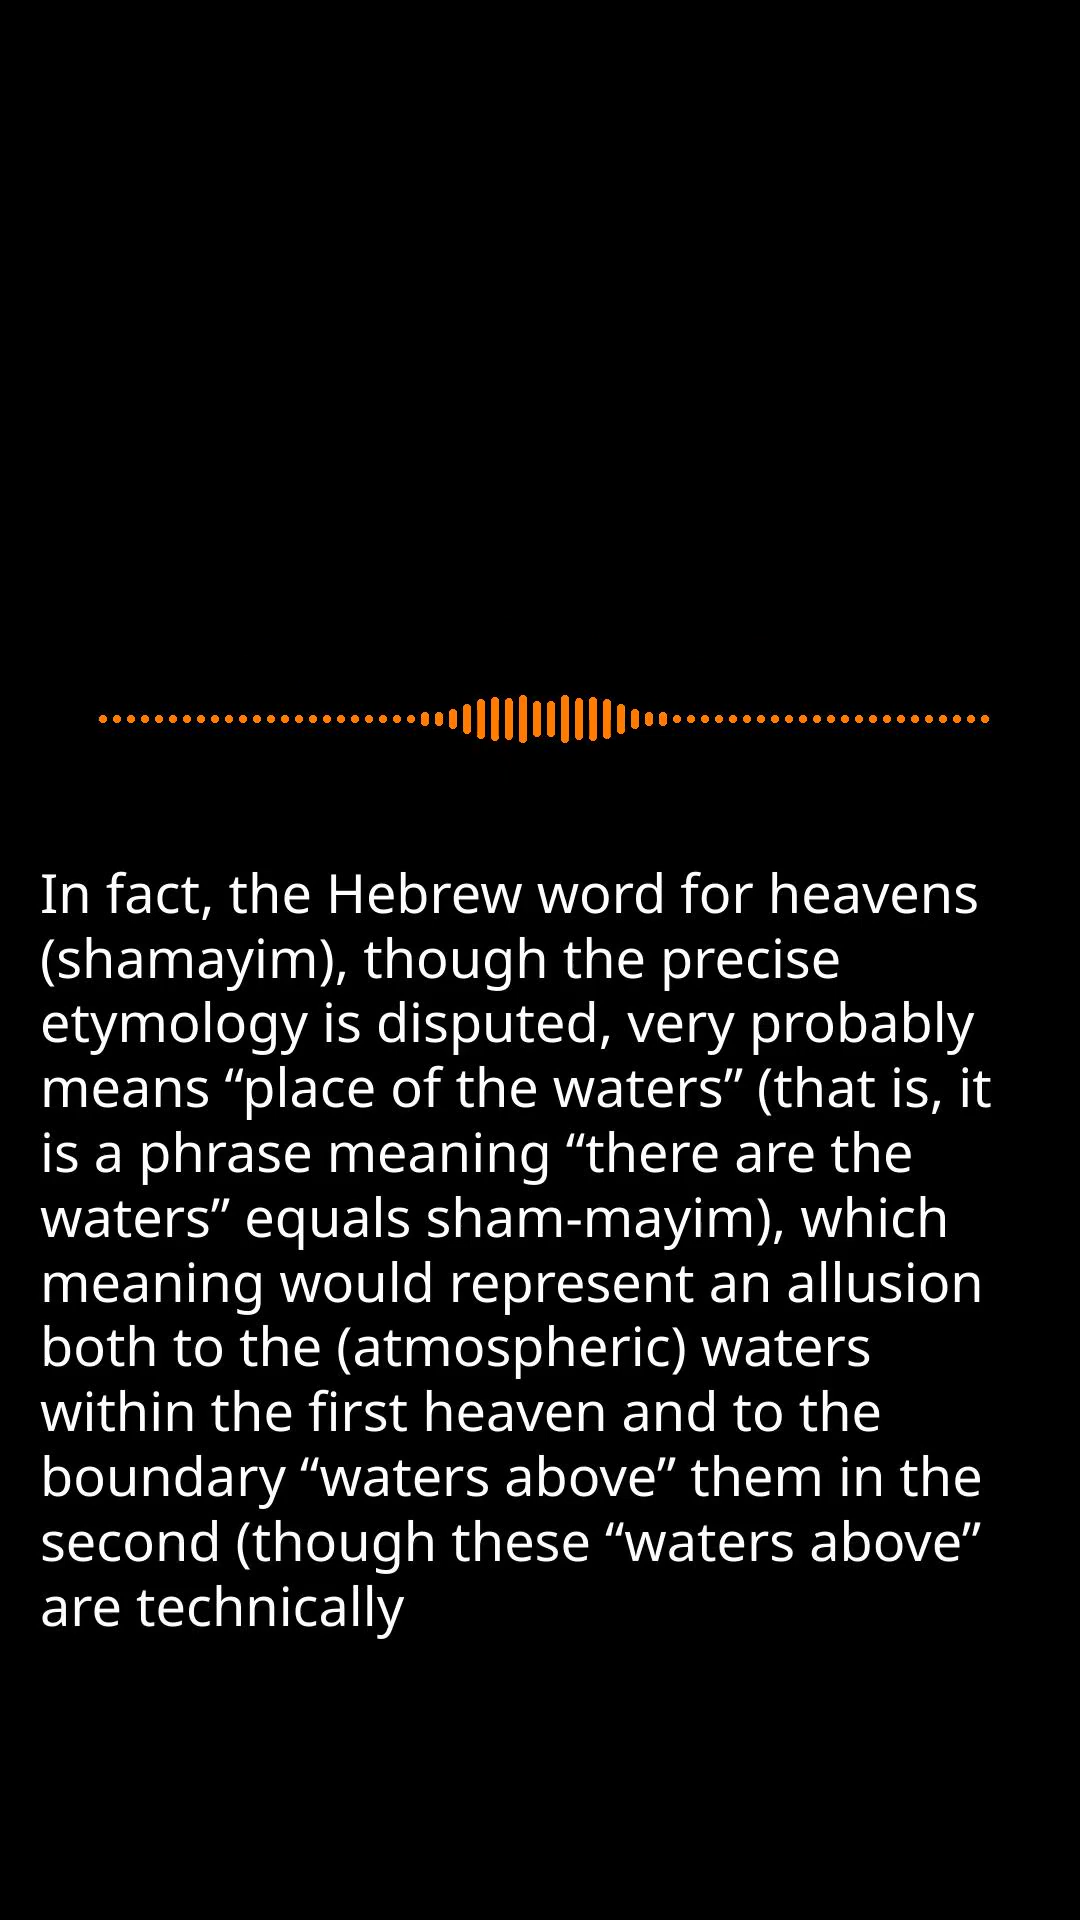 In fact, the Hebrew word for heavens
(shamayim), though the precise
etymology is disputed, very probably
means “place of the waters” (that is, it
is a phrase meaning “there are the
waters” equals sham-mayim), which
meaning would represent an allusion
both to the (atmospheric) waters
within the first heaven and to the
boundary “waters above” them in the
second (though these “waters above”
are technically